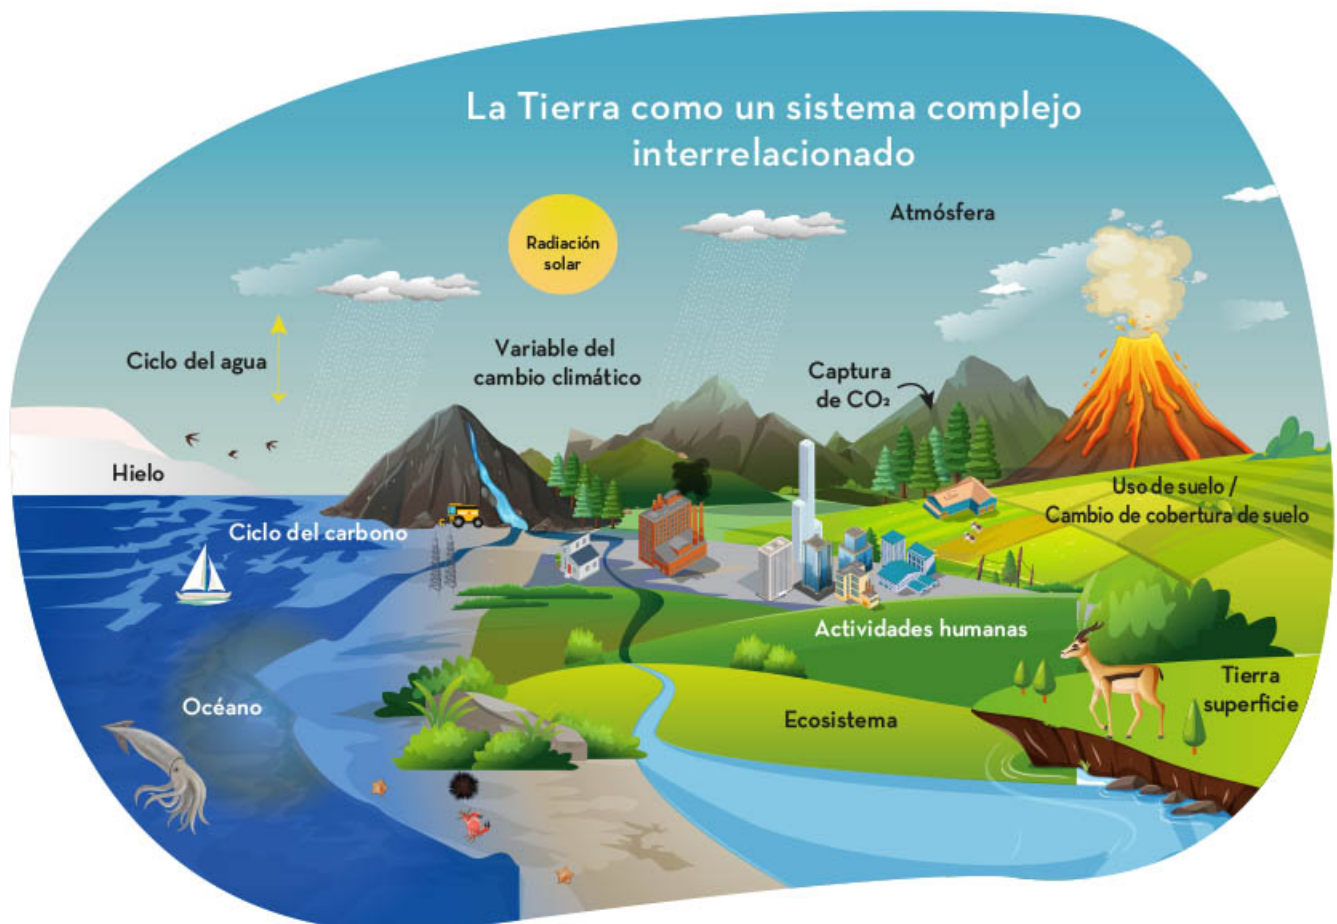 La Tierra como un sistema complejo
interrelacionado
Atmósfera
Radiación
solar
Ciclo del agua
Variable del
cambio climático
Captura
de CO₂
Hielo
Uso de suelo /
Cambio de cobertura de suelo
Ciclo del carbono
Actividades humanas
Tierra
superficie
Océano
Ecosistema